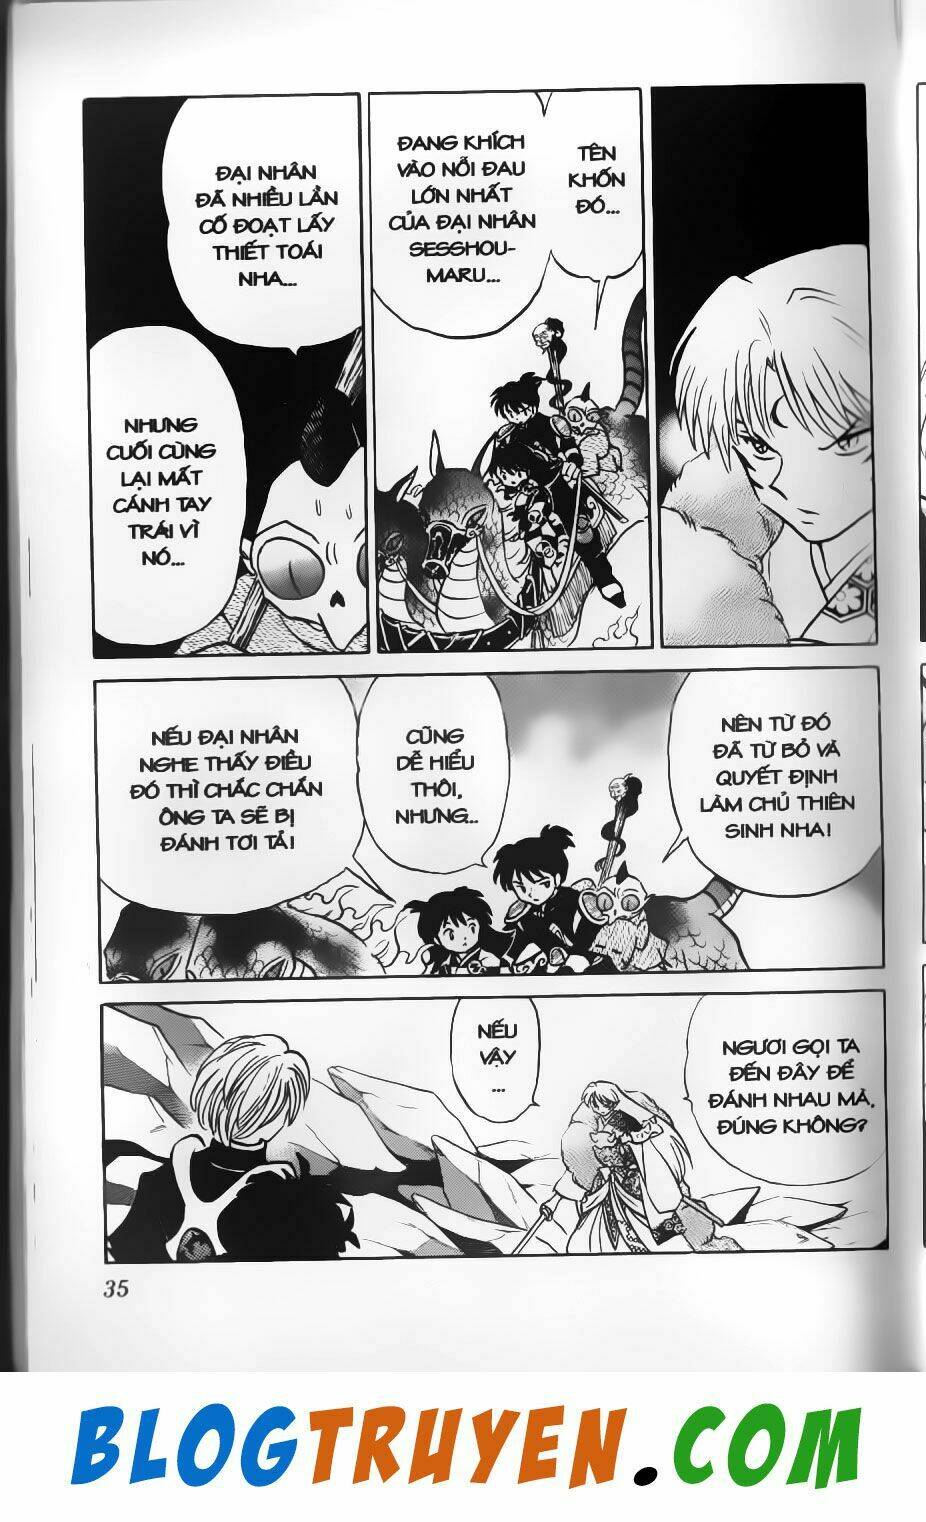 TÊN
KHỐN
ĐÓ...
ĐANG KHÍCH
VÀO NỖI ĐAU
LỚN NHẤT
CỦA ĐẠI NHÂN
SESSHOU-
MARU...
ĐẠI NHÂN
ĐÃ NHIỀU LẦN
CỐ ĐOẠT LẤY
THIẾT TOÁI
NHA...
NHƯNG
CUỐI CÙNG
LẠI MẤT
CÁNH TAY
TRÁI VÌ
NÓ...
NÊN TỪ ĐÓ
ĐÃ TỪ BỎ VÀ
QUYẾT ĐỊNH
LÀM CHỦ THIÊN
SINH NHA!
CŨNG
DỄ HIỂU
THÔI,
NHƯNG...
NẾU ĐẠI NHÂN
NGHE THẤY ĐIỀU
ĐÓ THÌ CHẮC CHẮN
ÔNG TA SẼ BỊ
ĐÁNH TƠI TẢ!
NGƯƠI GỌI TA
ĐẾN ĐÂY ĐỂ
ĐÁNH NHAU MÀ,
ĐÚNG KHÔNG?
NẾU
VẬY
...
35
BLOGTRUYEN.COM